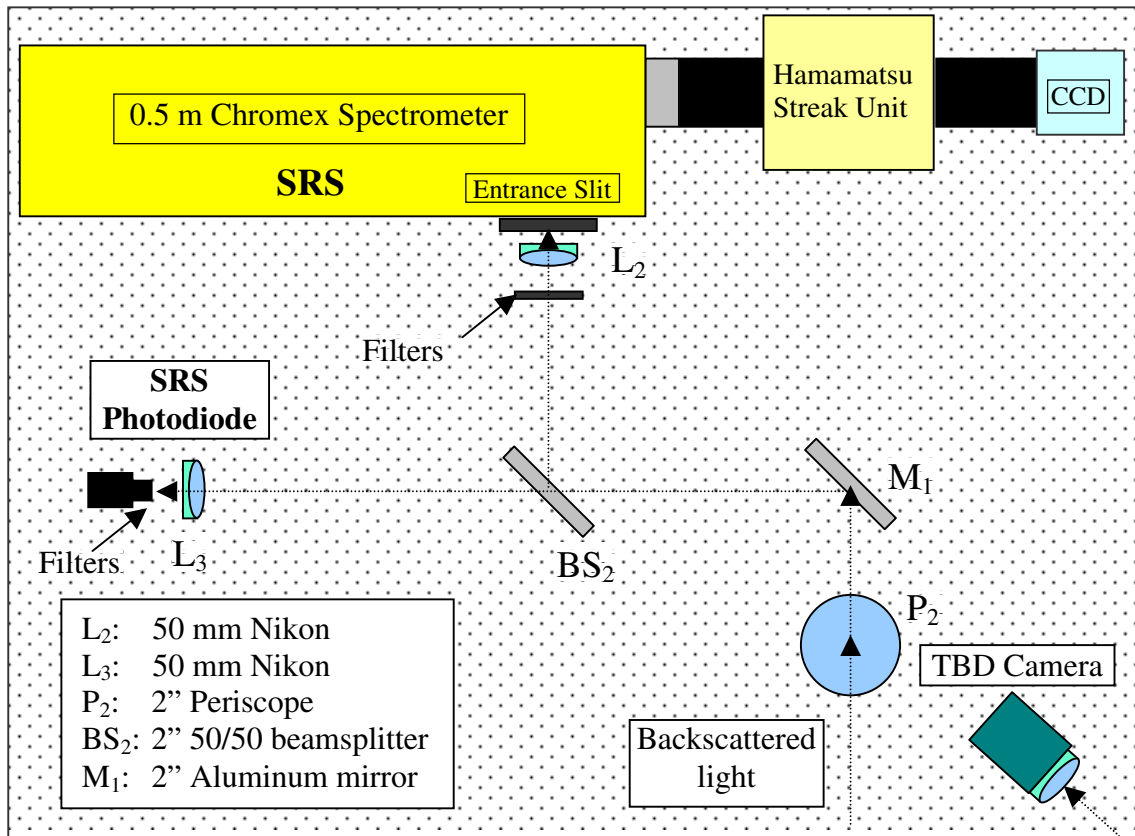 0.5 m Chromex Spectrometer
SRS
Entrance Slit
Hamamatsu
Streak Unit
CCD
L2
Filters
SRS
Photodiode
M1
Filters
L3
BS2
P2
TBD Camera
Backscattered
light
L2: 50 mm Nikon
L3: 50 mm Nikon
P2: 2” Periscope
BS2: 2” 50/50 beamsplitter
M1: 2” Aluminum mirror